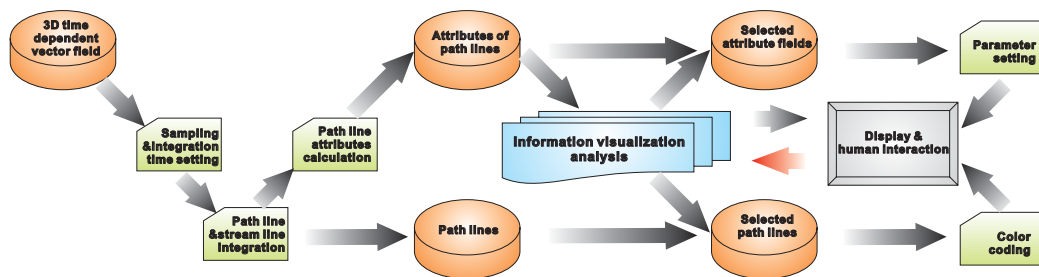 3D time
dependent
vector field
Sampling
&Integration
time setting
Path line
&stream line
Integration
Path line
attributes
calculation
Attributes of
path lines
Path lines
Information visualization
analysis
Selected
attribute fields
Selected
path lines
Parameter
setting
Display &
human interaction
Color
coding